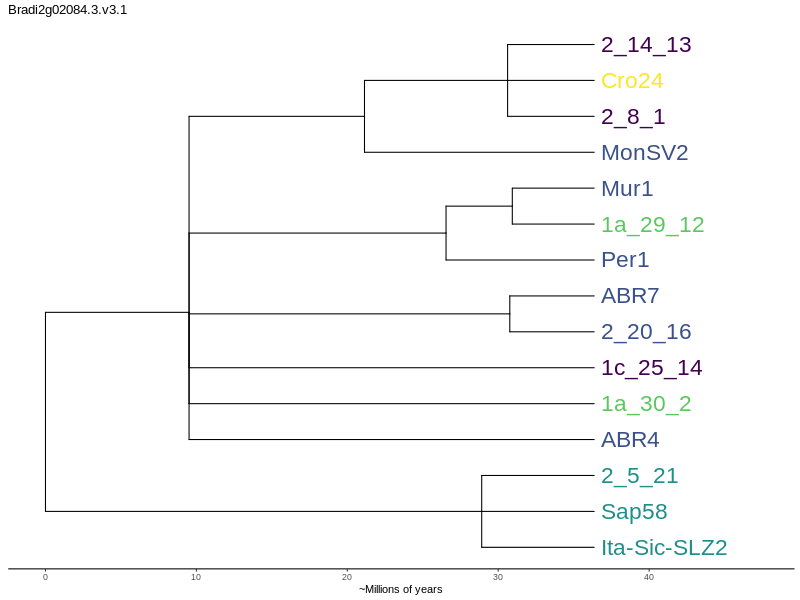 Bradi2g02084.3.v3.1
2_14_13
Cro24
2_8_1
MonSV2
Mur1
1a_29_12
Per1
ABR7
2_20_16
1c_25_14
1a_30_2
ABR4
2_5_21
Sap58
Ita-Sic-SLZ2
0 10 20 30 40
~Millions of years